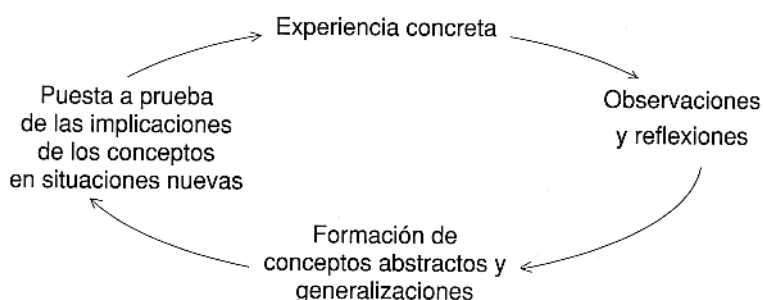 Experiencia concreta
Observaciones
y reflexiones
Formación de
conceptos abstractos y
generalizaciones
Puesta a prueba
de las implicaciones
de los conceptos
en situaciones nuevas